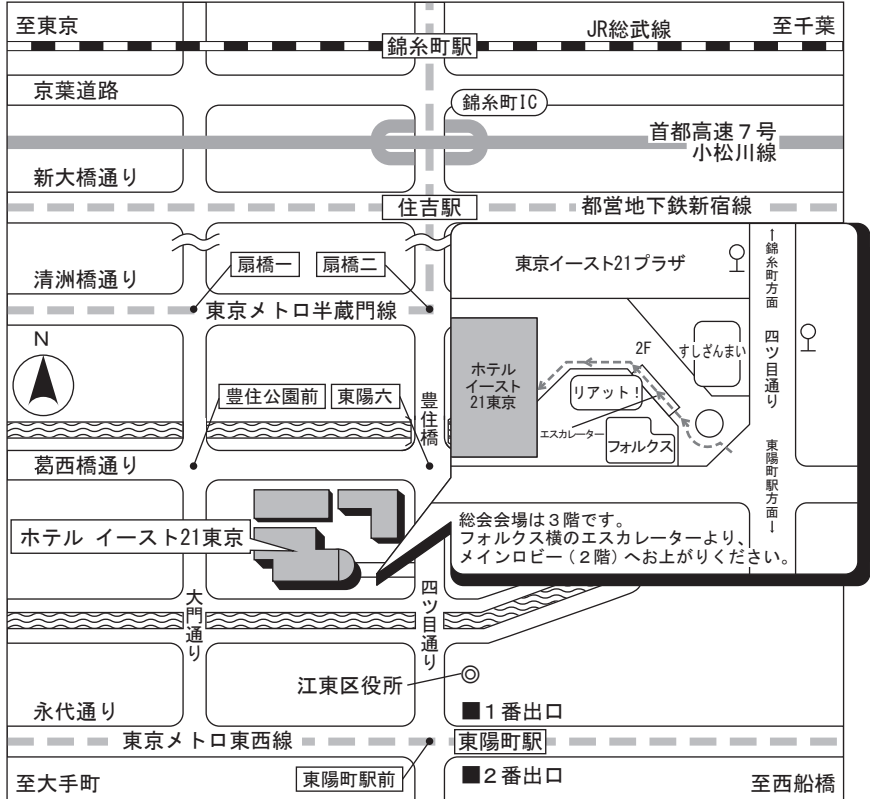 至東京
JR総武線
至千葉
錦糸町駅
京葉道路
錦糸町IC
首都高速7号
小松川線
新大橋通り
住吉駅
都営地下鉄新宿線
清洲橋通り
扇橋一
扇橋二
東京メトロ半蔵門線
N
豊住公園前
東陽六
豊住橋
葛西橋通り
ホテル イースト21東京
大門通り
四ツ目通り
江東区役所
永代通り
■1番出口
東京メトロ東西線
東陽町駅
至大手町
東陽町駅前
■2番出口
至西船橋
東京イースト21プラザ
←錦糸町方面
四ツ目通り
東陽町駅方面→
ホテル
イースト
21東京
2F
すしざんまい
リアット!
エスカレーター
フォルクス
総会会場は3階です。
フォルクス横のエスカレーターより、
メインロビー(2階)へお上がりください。